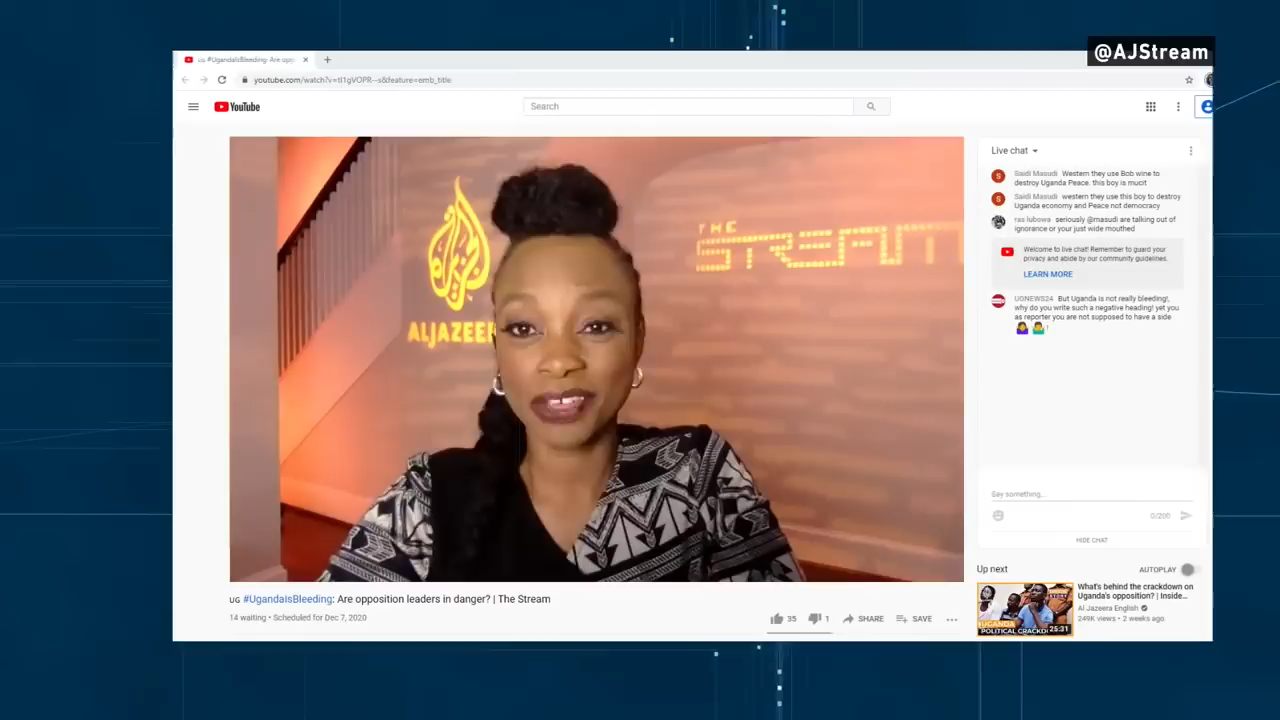 @AJStream
UG #UgandaIsBleeding: Are opp
youtube.com/watch?v=tI1gVOPR--s&feature=emb_title
YouTube
Search
Live chat
Saidi Masudi Western they use Bob wine to
destroy Uganda Peace. this boy is mucit
Saidi Masudi western they use this boy to destroy
Uganda economy and Peace not democracy
ras lubowa seriously @masudi are talking out of
ignorance or your just wide mouthed
Welcome to live chat! Remember to guard your
privacy and abide by our community guidelines.
LEARN MORE
UGNEWS24 But Uganda is not really bleeding!,
why do you write such a negative heading! yet you
as reporter you are not supposed to have a side
ALJAZEE
THE
STREAM
Say something...
0/200
HIDE CHAT
UG #UgandaIsBleeding: Are opposition leaders in danger? | The Stream
14 waiting • Scheduled for Dec 7, 2020
35
1
SHARE
SAVE
Up next
AUTOPLAY
What's behind the crackdown on
Uganda's opposition? | Inside...
Al Jazeera English
249K views • 2 weeks ago
UGANDA
POLITICAL CRACKD
25:31